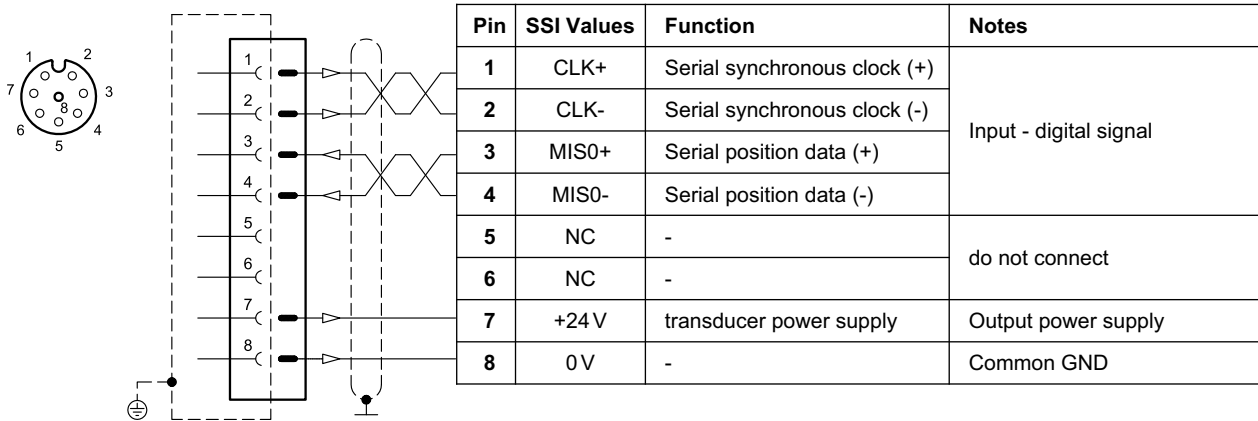 1 2
7 8 3
6 4
5
1
2
3
4
5
6
7
8
Pin SSI Values Function Notes
1 CLK+ Serial synchronous clock (+)
2 CLK- Serial synchronous clock (-)
Input - digital signal
3 MIS0+ Serial position data (+)
4 MIS0- Serial position data (-)
5 NC -
do not connect
6 NC -
7 +24 V transducer power supply Output power supply
8 0 V - Common GND